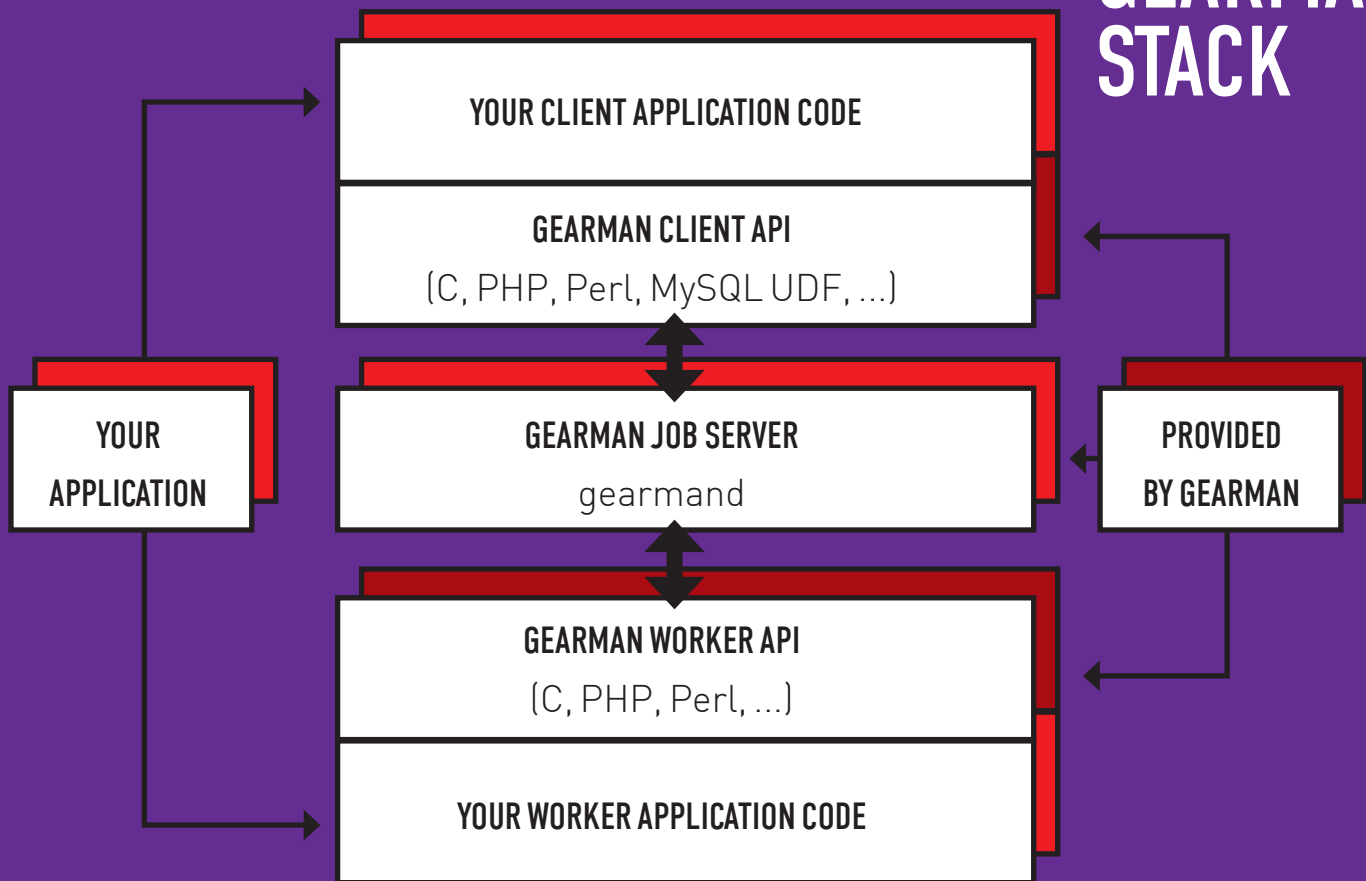 STACK
YOUR CLIENT APPLICATION CODE
GEARMAN CLIENT API
(C, PHP, Perl, MySQL UDF, ...)
YOUR
APPLICATION
GEARMAN JOB SERVER
gearmand
PROVIDED
BY GEARMAN
GEARMAN WORKER API
(C, PHP, Perl, ...)
YOUR WORKER APPLICATION CODE